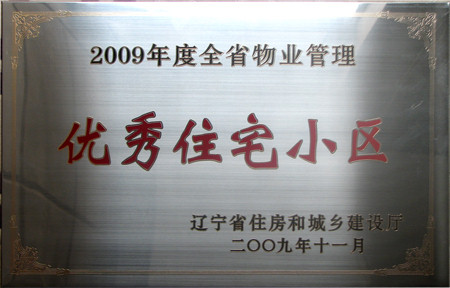 2009年度全省物业管理
优秀住宅小区
辽宁省住房和城乡建设厅
二〇〇九年十一月